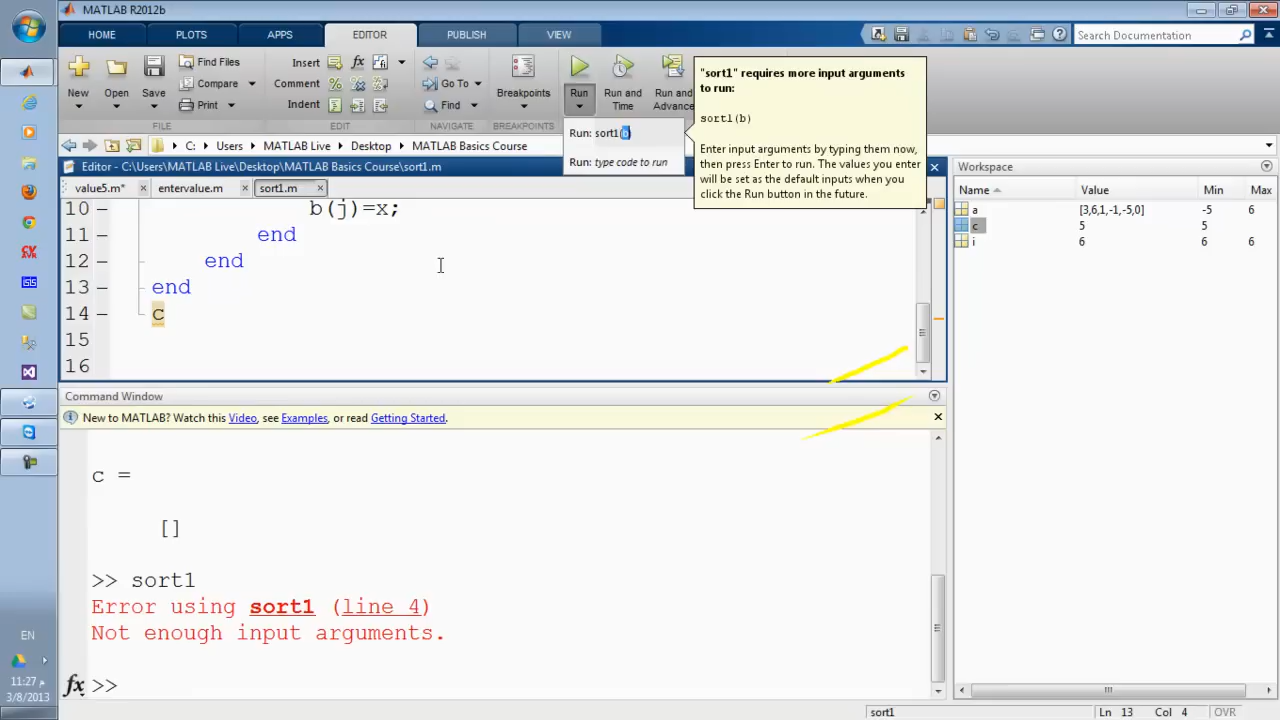 MATLAB R2012b
HOME PLOTS APPS EDITOR PUBLISH VIEW
Search Documentation
New Open Save
Find Files
Compare
Print
Insert
Comment
Indent
Go To
Find
Breakpoints
Run
Run and
Time
Run and
Advance
FILE EDIT NAVIGATE BREAKPOINTS
Run: sort1(b)
Run: type code to run
"sort1" requires more input arguments
to run:
sort1(b)
Enter input arguments by typing them now,
then press Enter to run. The values you enter
will be set as the default inputs when you
click the Run button in the future.
C: Users MATLAB Live Desktop MATLAB Basics Course
Editor - C:\Users\MATLAB Live\Desktop\MATLAB Basics Course\sort1.m
value5.m* entervalue.m sort1.m
10 – b(j)=x;
11 – end
12 – end
13 – end
14 – c
15
16
Command Window
New to MATLAB? Watch this Video, see Examples, or read Getting Started.
c =
[]
>> sort1
Error using sort1 (line 4)
Not enough input arguments.
fx >>
Workspace
Name Value Min Max
a [3,6,1,-1,-5,0] -5 6
c 5 5
i 6 6 6
sort1 Ln 13 Col 4 OVR
EN
11:27 م
3/8/2013